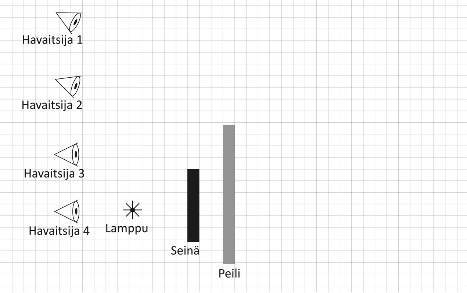 Havaitsija 1
Havaitsija 2
Havaitsija 3
Havaitsija 4
Lamppu
Seinä
Peili